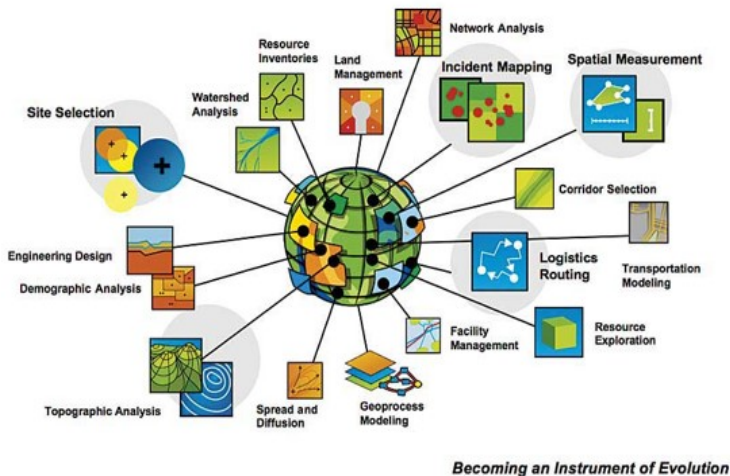 Network Analysis
Resource
Inventories
Land
Management
Incident Mapping
Spatial Measurement
Watershed
Analysis
Site Selection
+
+
+
+
Corridor Selection
Engineering Design
Logistics
Routing
Transportation
Modeling
Demographic Analysis
Facility
Management
Resource
Exploration
Topographic Analysis
Spread and
Diffusion
Geoprocess
Modeling
Becoming an Instrument of Evolution